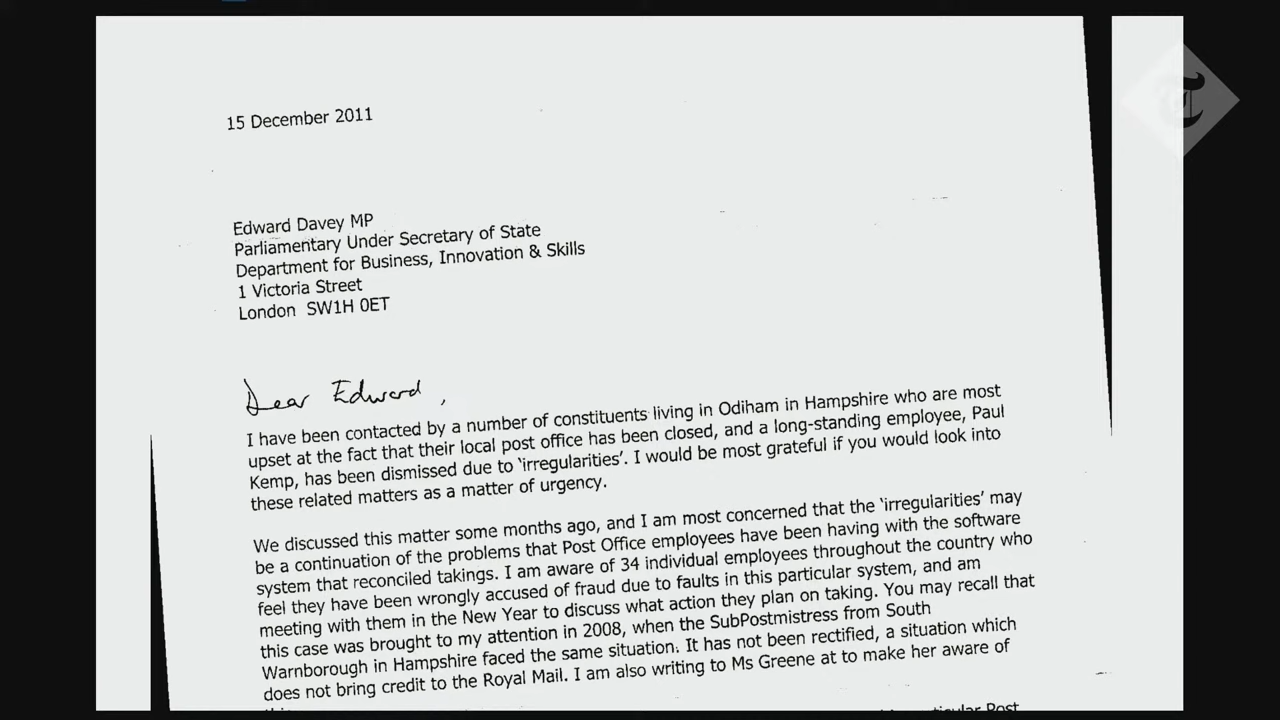 15 December 2011
Edward Davey MP
Parliamentary Under Secretary of State
Department for Business, Innovation & Skills
1 Victoria Street
London SW1H 0ET
Dear Edward,
I have been contacted by a number of constituents living in Odiham in Hampshire who are most
upset at the fact that their local post office has been closed, and a long-standing employee, Paul
Kemp, has been dismissed due to 'irregularities'. I would be most grateful if you would look into
these related matters as a matter of urgency.
We discussed this matter some months ago, and I am most concerned that the 'irregularities' may
be a continuation of the problems that Post Office employees have been having with the software
system that reconciled takings. I am aware of 34 individual employees throughout the country who
feel they have been wrongly accused of fraud due to faults in this particular system, and am
meeting with them in the New Year to discuss what action they plan on taking. You may recall that
this case was brought to my attention in 2008, when the SubPostmistress from South
Warnborough in Hampshire faced the same situation. It has not been rectified, a situation which
does not bring credit to the Royal Mail. I am also writing to Ms Greene at to make her aware of
Post
T